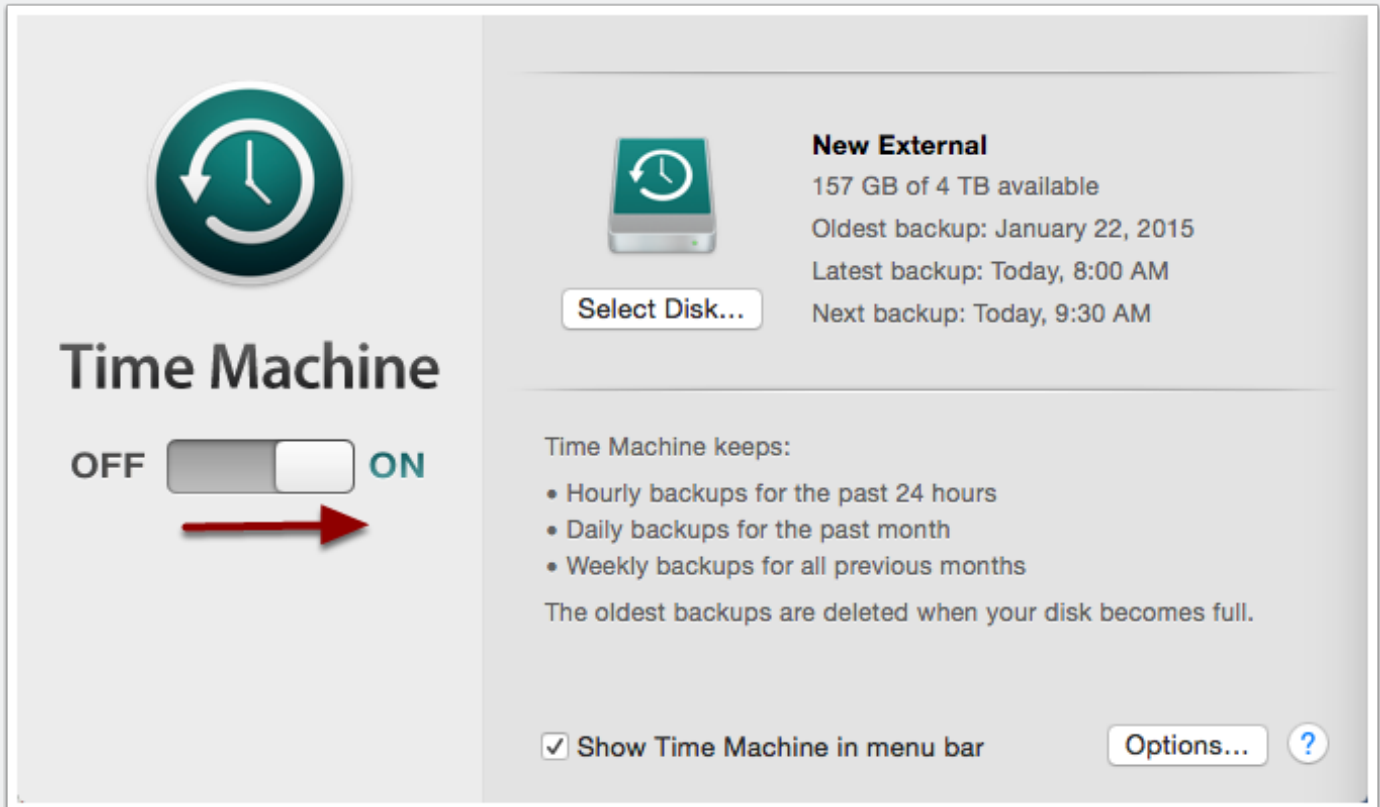 Time Machine
OFF ON
Select Disk...
New External
157 GB of 4 TB available
Oldest backup: January 22, 2015
Latest backup: Today, 8:00 AM
Next backup: Today, 9:30 AM
Time Machine keeps:
• Hourly backups for the past 24 hours
• Daily backups for the past month
• Weekly backups for all previous months
The oldest backups are deleted when your disk becomes full.
Show Time Machine in menu bar
Options...
?